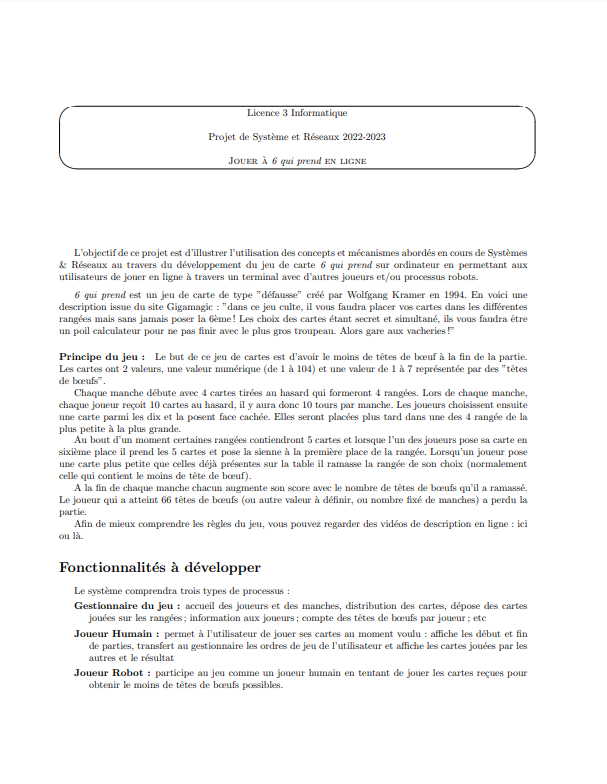 Licence 3 Informatique
Projet de Système et Réseaux 2022-2023
Jouer à 6 qui prend en ligne
L'objectif de ce projet est d'illustrer l'utilisation des concepts et mécanismes abordés en cours de Systèmes
& Réseaux au travers du développement du jeu de carte 6 qui prend sur ordinateur en permettant aux
utilisateurs de jouer en ligne à travers un terminal avec d'autres joueurs et/ou processus robots.
6 qui prend est un jeu de carte de type "défausse" créé par Wolfgang Kramer en 1994. En voici une
description issue du site Gigamagic : "dans ce jeu culte, il vous faudra placer vos cartes dans les différentes
rangées mais sans jamais poser la 6ème ! Les choix des cartes étant secret et simultané, ils vous faudra être
un poil calculateur pour ne pas finir avec le plus gros troupeau. Alors gare aux vacheries !"
Principe du jeu : Le but de ce jeu de cartes est d'avoir le moins de têtes de bœuf à la fin de la partie.
Les cartes ont 2 valeurs, une valeur numérique (de 1 à 104) et une valeur de 1 à 7 représentée par des "têtes
de bœufs".
Chaque manche débute avec 4 cartes tirées au hasard qui formeront 4 rangées. Lors de chaque manche,
chaque joueur reçoit 10 cartes au hasard, il y aura donc 10 tours par manche. Les joueurs choisissent ensuite
une carte parmi les dix et la posent face cachée. Elles seront placées plus tard dans une des 4 rangée de la
plus petite à la plus grande.
Au bout d'un moment certaines rangées contiendront 5 cartes et lorsque l'un des joueurs pose sa carte en
sixième place il prend les 5 cartes et pose la sienne à la première place de la rangée. Lorsqu'un joueur pose
une carte plus petite que celles déjà présentes sur la table il ramasse la rangée de son choix (normalement
celle qui contient le moins de tête de bœuf).
A la fin de chaque manche chacun augmente son score avec le nombre de têtes de bœufs qu'il a ramassé.
Le joueur qui a atteint 66 têtes de bœufs (ou autre valeur à définir, ou nombre fixé de manches) a perdu la
partie.
Afin de mieux comprendre les règles du jeu, vous pouvez regarder des vidéos de description en ligne : ici
ou là.
Fonctionnalités à développer
Le système comprendra trois types de processus :
Gestionnaire du jeu : accueil des joueurs et des manches, distribution des cartes, dépose des cartes
jouées sur les rangées ; information aux joueurs ; compte des têtes de bœufs par joueur ; etc
Joueur Humain : permet à l'utilisateur de jouer ses cartes au moment voulu : affiche les début et fin
de parties, transfert au gestionnaire les ordres de jeu de l'utilisateur et affiche les cartes jouées par les
autres et le résultat
Joueur Robot : participe au jeu comme un joueur humain en tentant de jouer les cartes reçues pour
obtenir le moins de têtes de bœufs possibles.